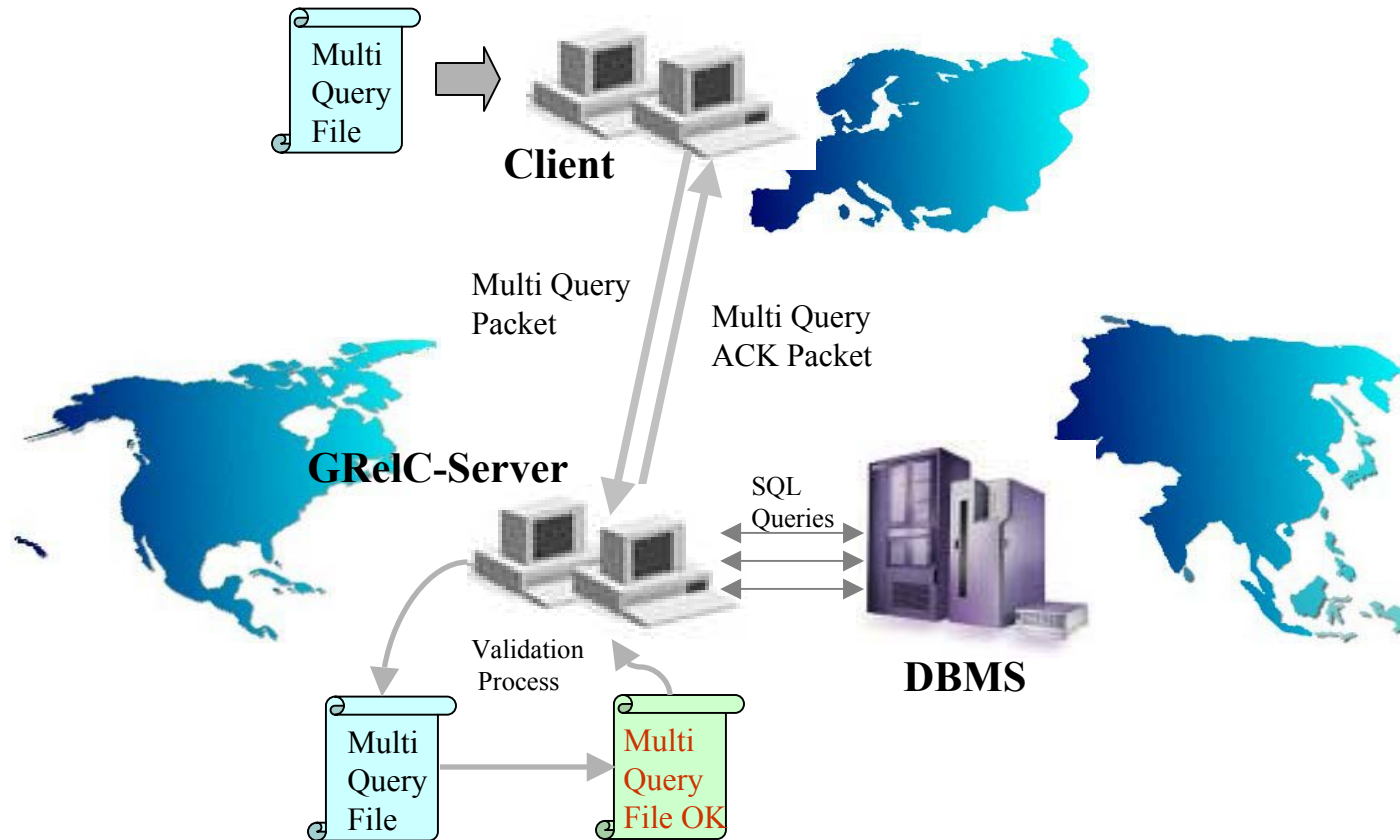 Multi
Query
File
Client
Multi Query
Packet
Multi Query
ACK Packet
GRelC-Server
SQL
Queries
DBMS
Validation
Process
Multi
Query
File
Multi
Query
File OK